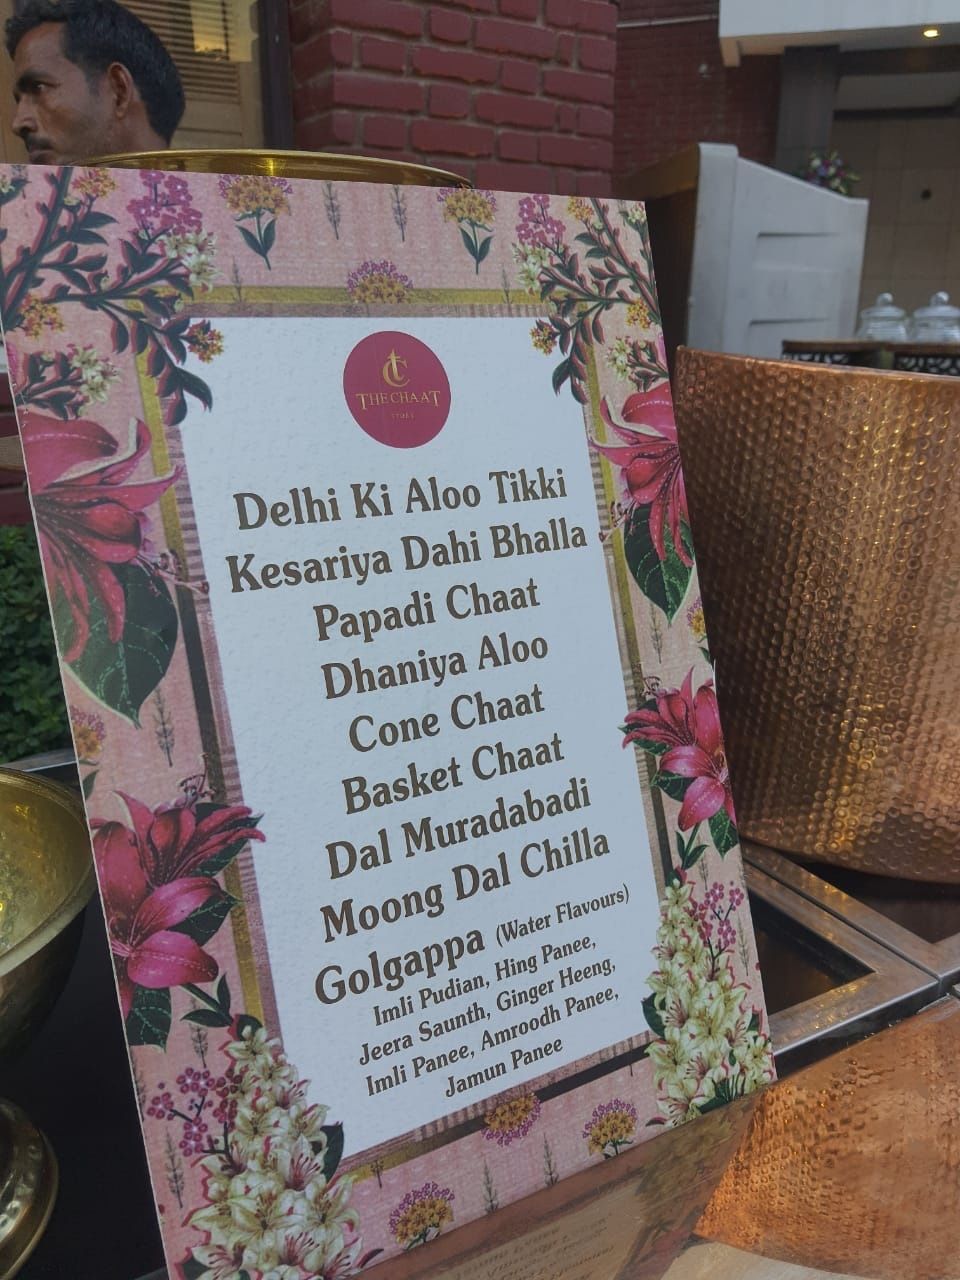 THE CHAAT
STORE
Delhi Ki Aloo Tikki
Kesariya Dahi Bhalla
Papadi Chaat
Dhaniya Aloo
Cone Chaat
Basket Chaat
Dal Muradabadi
Moong Dal Chilla
Golgappa (Water Flavours)
Imli Pudian, Hing Panee,
Jeera Saunth, Ginger Heeng,
Imli Panee, Amroodh Panee,
Jamun Panee